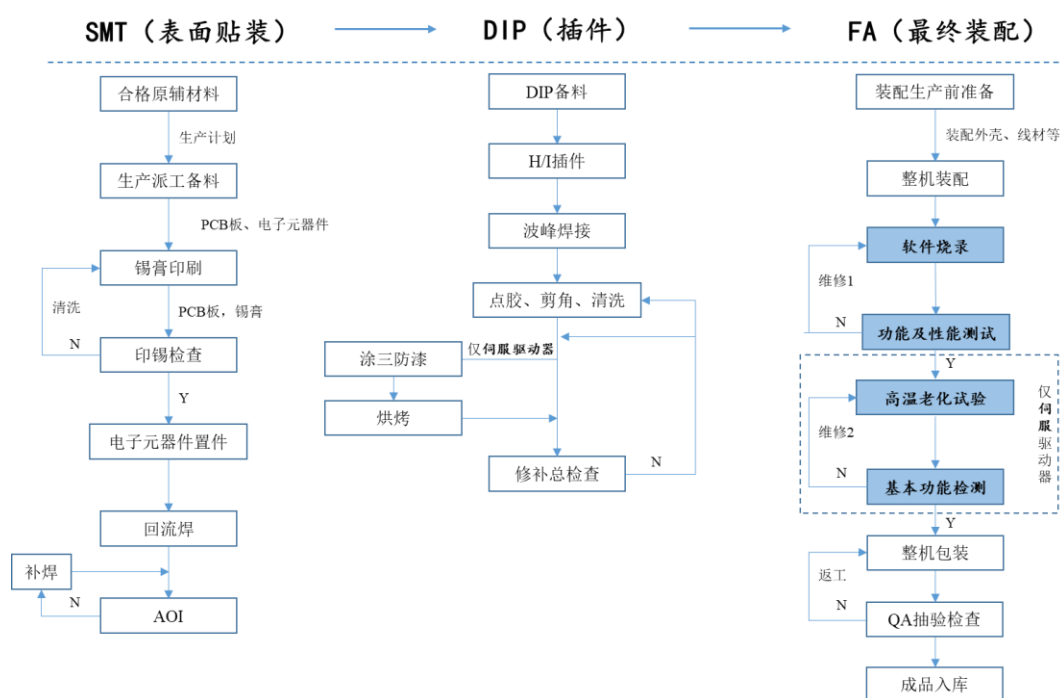 SMT（表面贴装）
DIP（插件）
FA（最终装配）
合格原辅材料
生产计划
生产派工备料
PCB板、电子元器件
锡膏印刷
清洗
PCB板，锡膏
N
印锡检查
Y
电子元器件置件
回流焊
补焊
N
AOI
DIP备料
H/I插件
波峰焊接
点胶、剪角、清洗
仅伺服驱动器
涂三防漆
烘烤
修补总检查
N
装配生产前准备
装配外壳、线材等
整机装配
软件烧录
维修1
N
功能及性能测试
Y
高温老化试验
仅伺服驱动器
维修2
N
基本功能检测
Y
整机包装
返工
N
QA抽验检查
成品入库